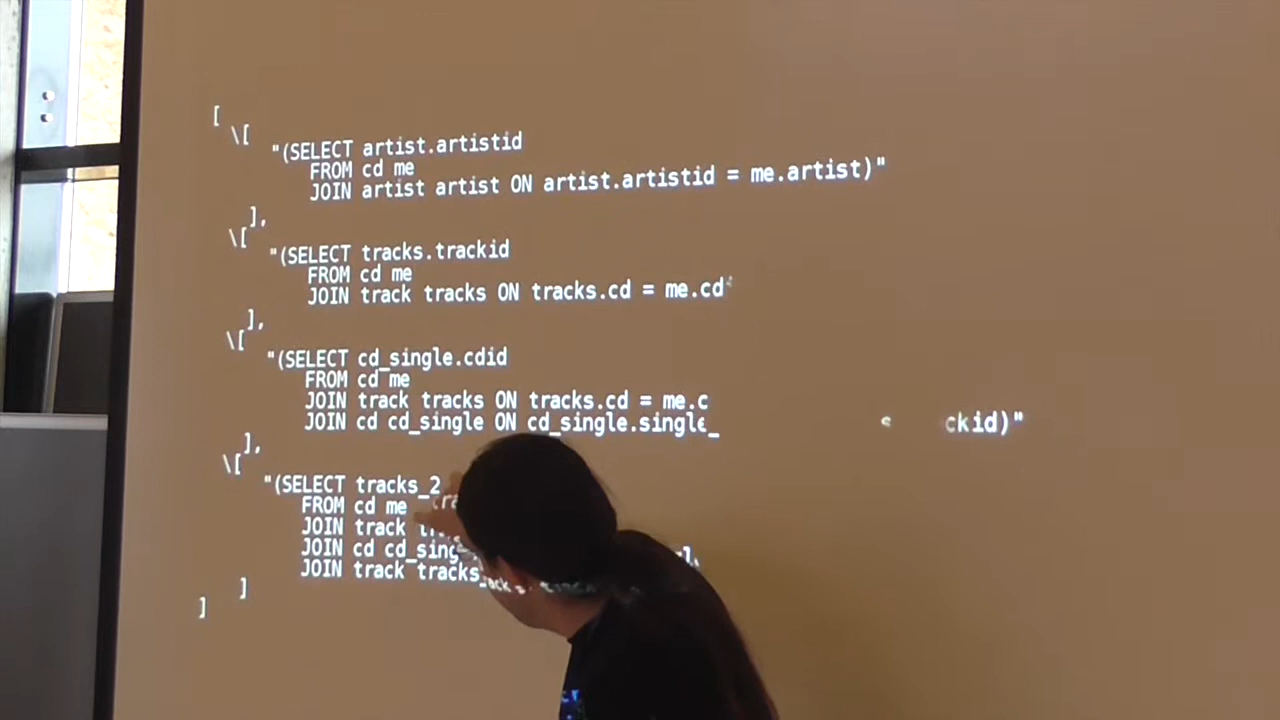 [
\[
"(SELECT artist.artistid
FROM cd me
JOIN artist artist ON artist.artistid = me.artist)"
],
\[
"(SELECT tracks.trackid
FROM cd me
JOIN track tracks ON tracks.cd = me.cd
],
\[
"(SELECT cd_single.cdid
FROM cd me
JOIN track tracks ON tracks.cd = me.c
JOIN cd cd_single ON cd_single.single_ ckid)"
],
\[
"(SELECT tracks_2
FROM cd me
JOIN track
JOIN cd cd_sing
JOIN track tracks_
]
]